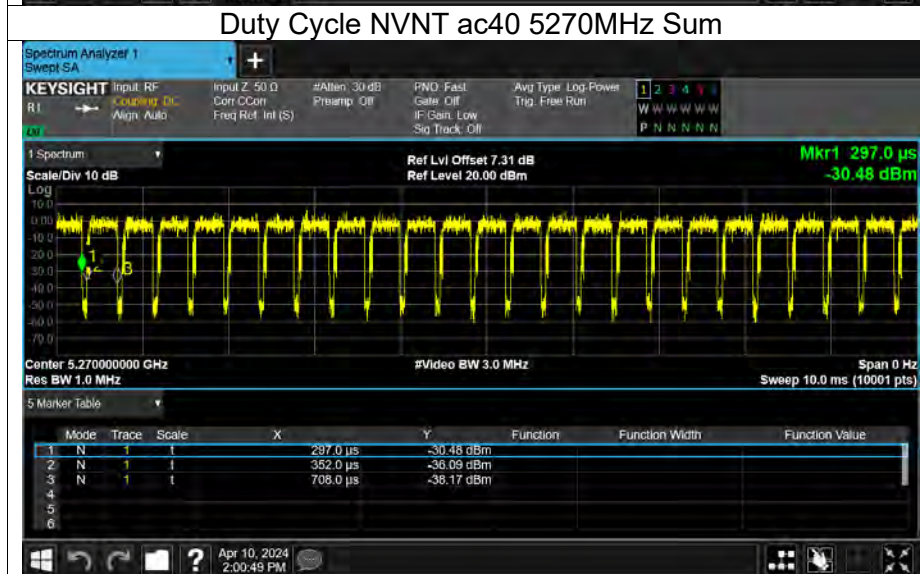 Duty Cycle NVNT ac40 5270MHz Sum
Spectrum Analyzer 1
Swept SA
+
KEYSIGHT Input: RF Input Z: 50 Ω #Atten: 30 dB PNO: Fast Avg Type: Log-Power 1 2 3 4 5 6
Coupling: DC Corr CCorr Preamp: Off Gate: Off Trig: Free Run W W W W W W
Align: Auto Freq Ref: Int (S) IF Gain: Low
Sig Track: Off P N N N N N
1 Spectrum Ref Lvl Offset 7.31 dB Mkr1 297.0 µs
Scale/Div 10 dB Ref Level 20.00 dBm -30.48 dBm
Log
10.0
0.00
-10.0
-20.0
-30.0
-40.0
-50.0
-60.0
-70.0
1
2
3
Center 5.270000000 GHz #Video BW 3.0 MHz Span 0 Hz
Res BW 1.0 MHz Sweep 10.0 ms (10001 pts)
5 Marker Table
Mode Trace Scale X Y Function Function Width Function Value
1 N 1 t 297.0 µs -30.48 dBm
2 N 1 t 352.0 µs -36.09 dBm
3 N 1 t 708.0 µs -38.17 dBm
4
5
6
? Apr 10, 2024
2:00:49 PM